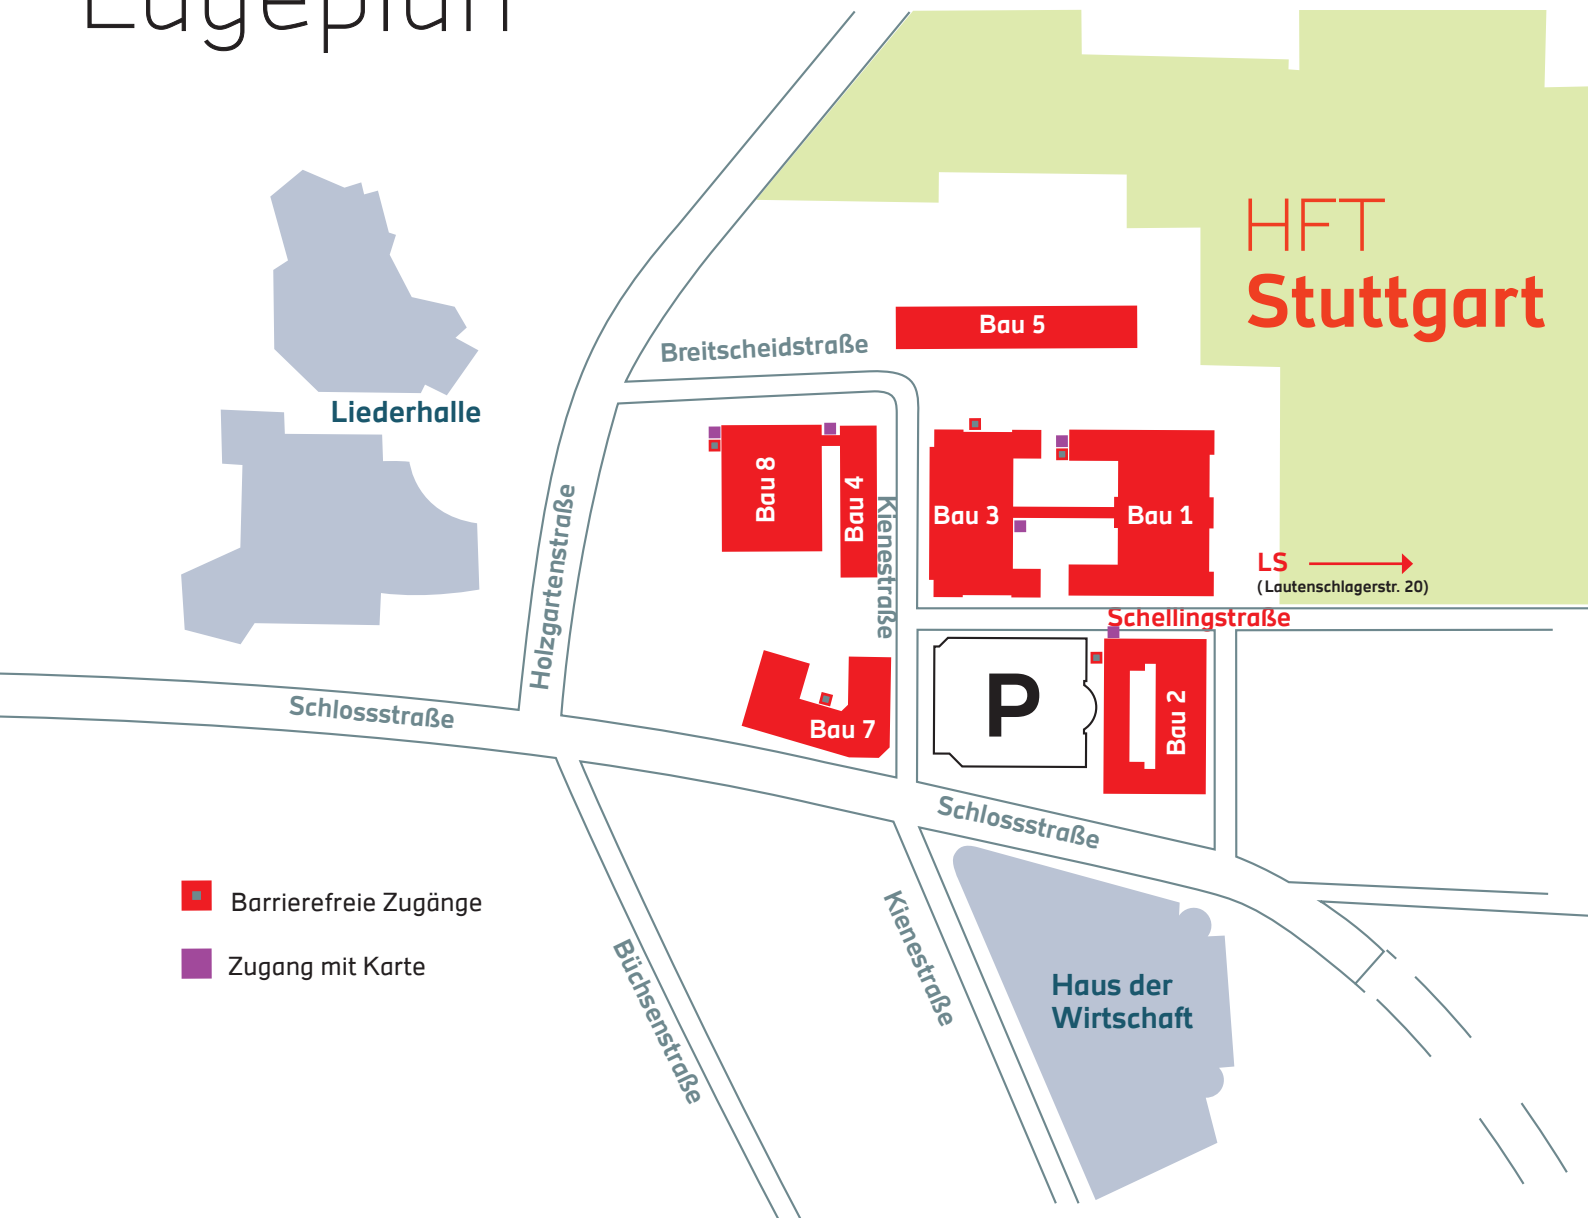 Lageplan
HFT
Stuttgart
Bau 5
Breitscheidstraße
Liederhalle
Bau 8
Bau 4
Kienestraße
Bau 3
Bau 1
Holzgartenstraße
LS
(Lautenschlagerstr. 20)
Schellingstraße
Schlossstraße
Bau 7
P
Bau 2
Schlossstraße
Barrierefreie Zugänge
Zugang mit Karte
Büchsenstraße
Kienestraße
Haus der
Wirtschaft